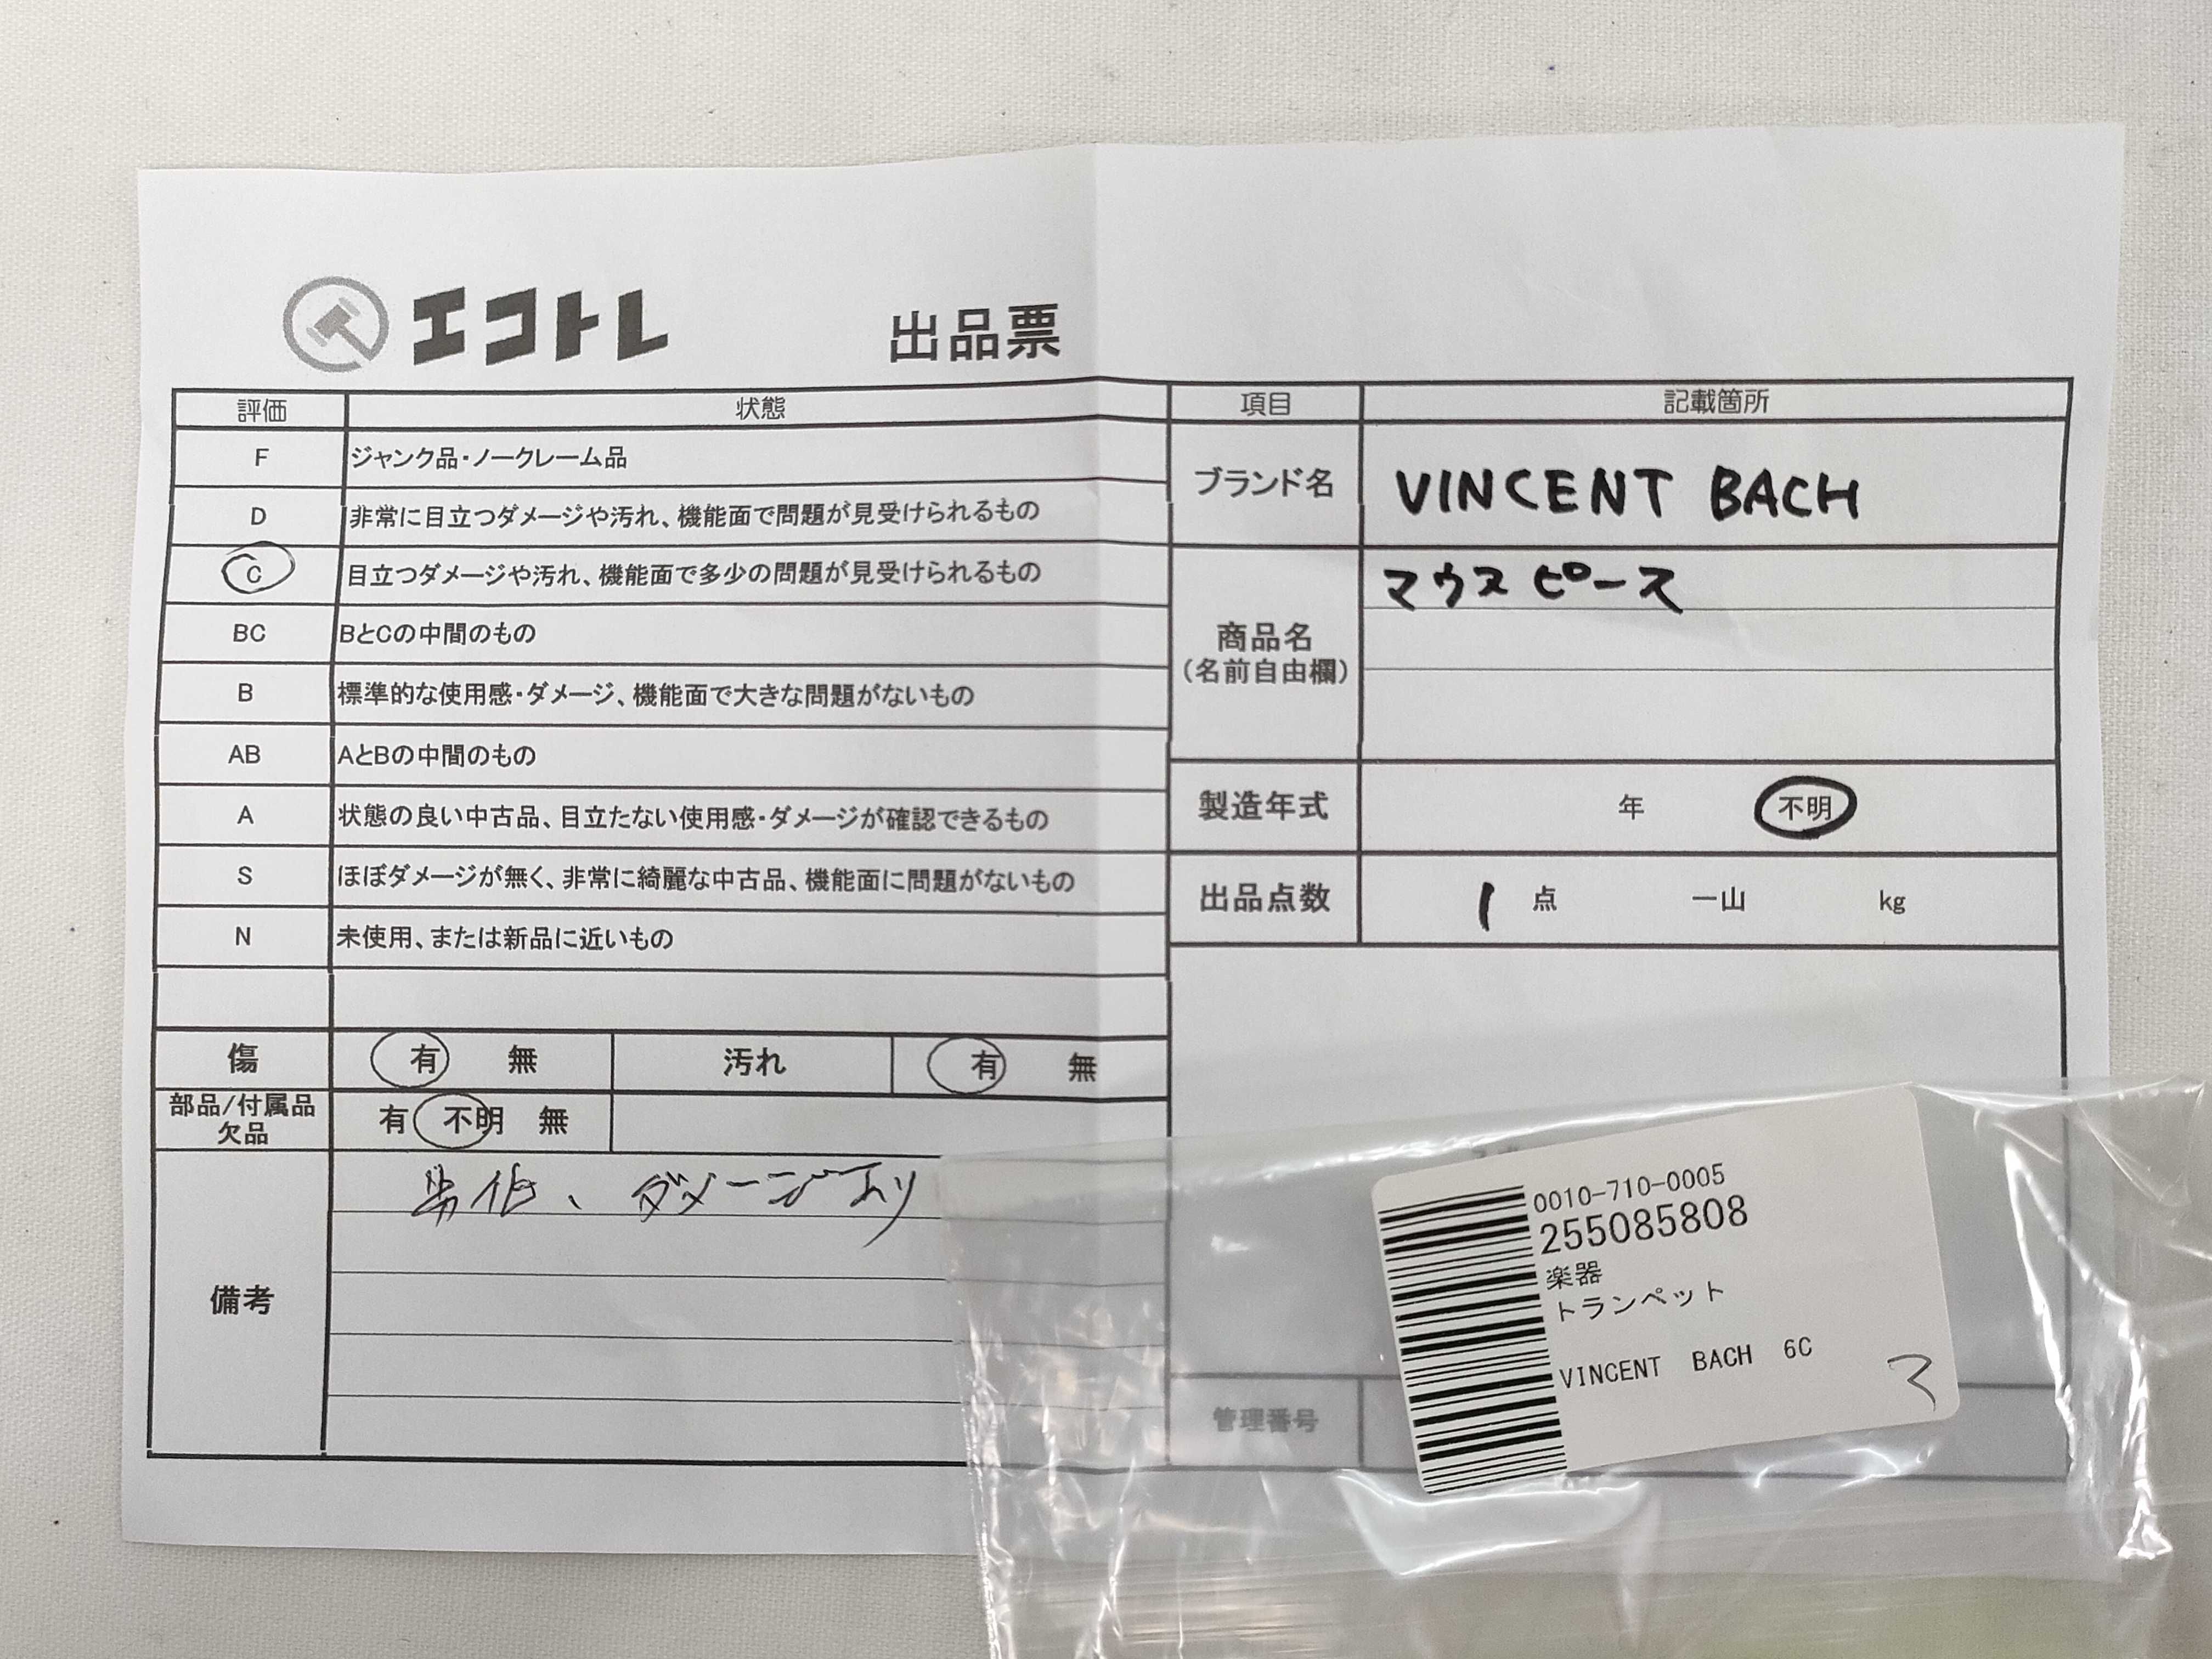 エコトレ 出品票
評価 状態
F ジャンク品・ノークレーム品
D 非常に目立つダメージや汚れ、機能面で問題が見受けられるもの
C 目立つダメージや汚れ、機能面で多少の問題が見受けられるもの
BC BとCの中間のもの
B 標準的な使用感・ダメージ、機能面で大きな問題がないもの
AB AとBの中間のもの
A 状態の良い中古品、目立たない使用感・ダメージが確認できるもの
S ほぼダメージが無く、非常に綺麗な中古品、機能面に問題がないもの
N 未使用、または新品に近いもの
傷 有 無 汚れ 有 無
部品/付属品
欠品 有 不明 無
備考
劣化、ダメージ有り
項目 記載箇所
ブランド名 VINCENT BACH
商品名
(名前自由欄)
マウスピース
製造年式 年 不明
出品点数 1 点 一山 kg
管理番号
0010-710-0005
255085808
楽器
トランペット
VINCENT BACH 6C